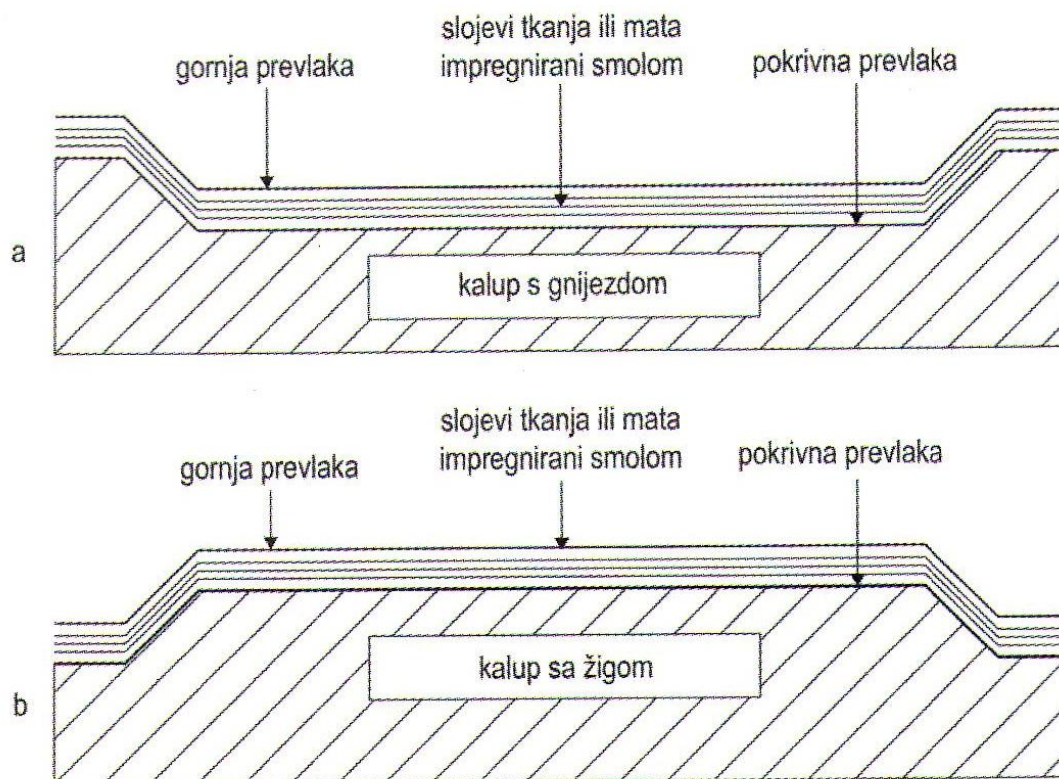 slojevi tkanja ili mata
impregnirani smolom
gornja prevlaka
pokrivna prevlaka
a
kalup s gnijezdom
slojevi tkanja ili mata
impregnirani smolom
gornja prevlaka
pokrivna prevlaka
b
kalup sa žigom